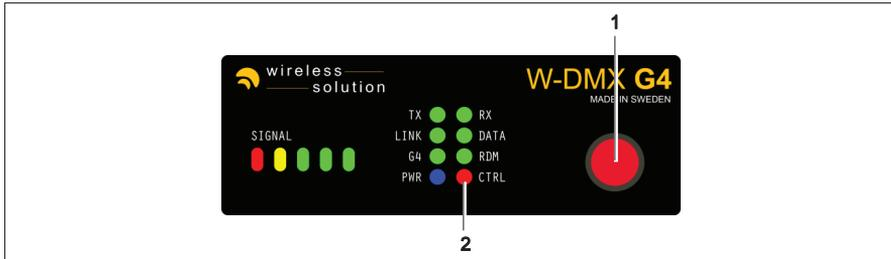 1
wireless
solution
W-DMX G4
MADE IN SWEDEN
TX RX
SIGNAL
LINK DATA
G4 RDM
PWR CTRL
2